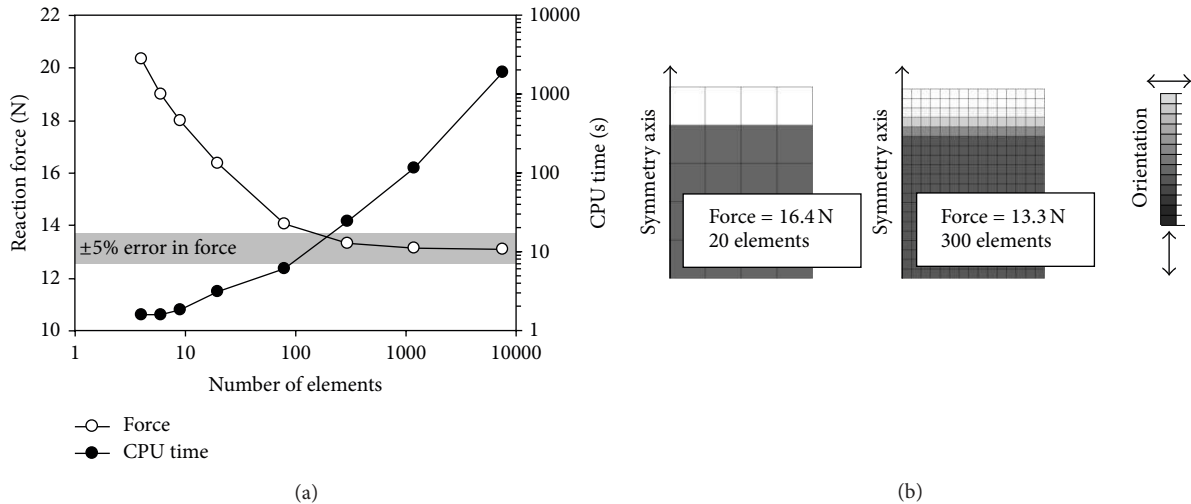 22
20
18
16
14
12
10
Reaction force (N)
10000
1000
100
10
1
CPU time (s)
±5% error in force
1
10
100
1000
10000
Number of elements
Force
CPU time
(a)
Symmetry axis
Force = 16.4 N
20 elements
Symmetry axis
Force = 13.3 N
300 elements
Orientation
(b)